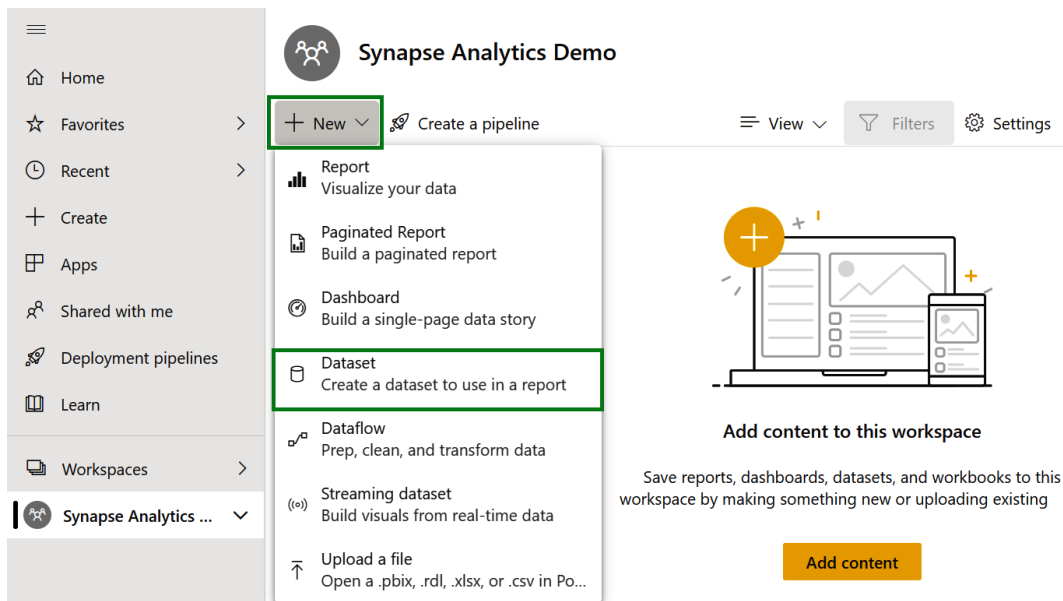 Synapse Analytics Demo
Home
Favorites
Recent
Create
Apps
Shared with me
Deployment pipelines
Learn
Workspaces
Synapse Analytics ...
New
Create a pipeline
View
Filters
Settings
Report
Visualize your data
Paginated Report
Build a paginated report
Dashboard
Build a single-page data story
Dataset
Create a dataset to use in a report
Dataflow
Prep, clean, and transform data
Streaming dataset
Build visuals from real-time data
Upload a file
Open a .pbix, .rdl, .xlsx, or .csv in Po...
Add content to this workspace
Save reports, dashboards, datasets, and workbooks to this
workspace by making something new or uploading existing
Add content